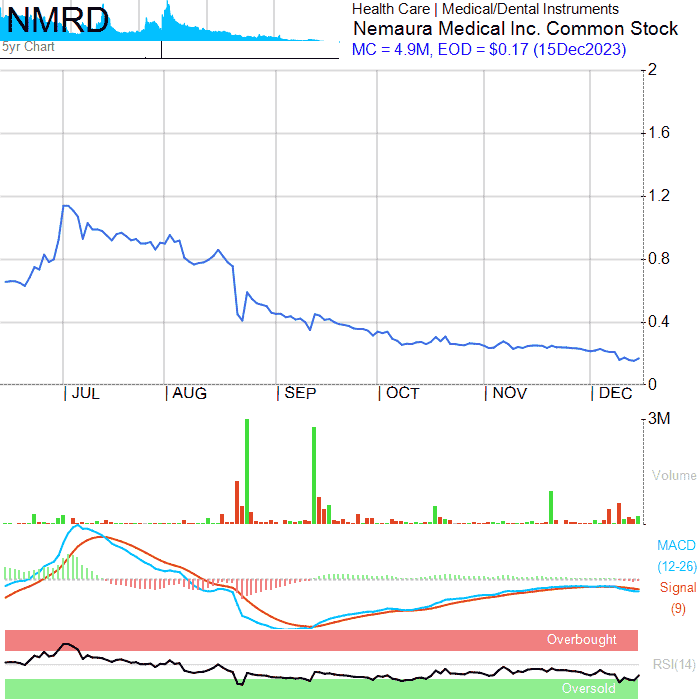 NMRD
5yr Chart
Health Care | Medical/Dental Instruments
Nemaura Medical Inc. Common Stock
MC = 4.9M, EOD = $0.17 (15Dec2023)
2
1.6
1.2
0.8
0.4
0
JUL AUG SEP OCT NOV DEC
3M
Volume
MACD
(12-26)
Signal
(9)
Overbought
RSI(14)
Oversold